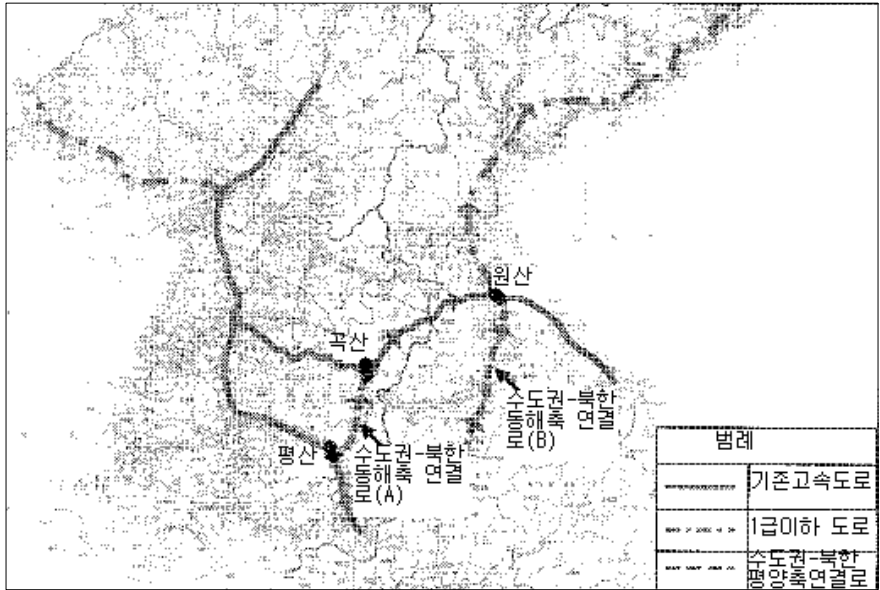 원산
곡산
수도권-북한
동해축 연결
로(B)
평산
수도권-북한
동해축 연결
로(A)
범례
기존고속도로
1급이하 도로
수도권-북한
평양축연결로